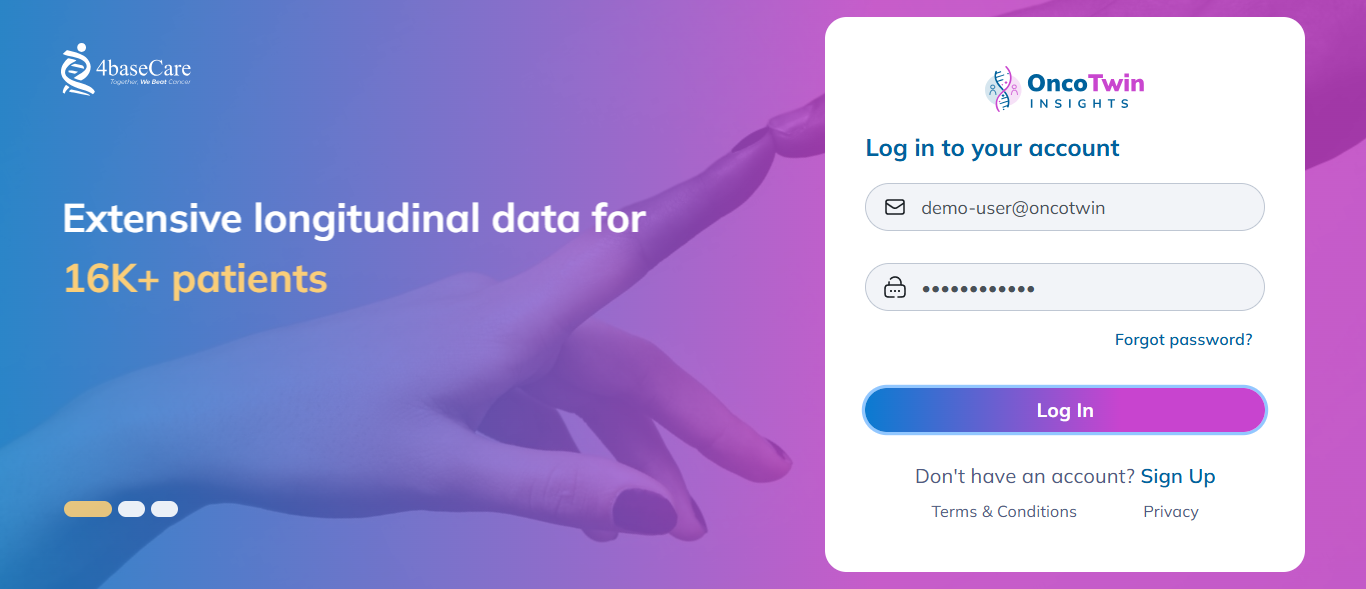 4baseCare
Together, We Beat Cancer
Extensive longitudinal data for
16K+ patients
OncoTwin
INSIGHTS
Log in to your account
demo-user@oncotwin
••••••••••••
Forgot password?
Log In
Don't have an account? Sign Up
Terms & Conditions Privacy